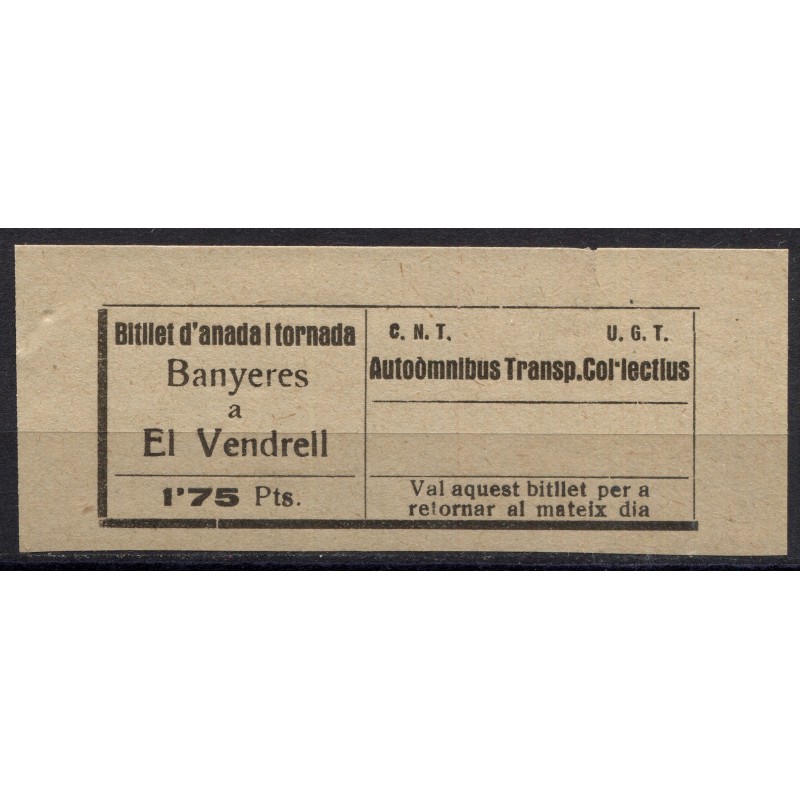 Bitllet d'anada i tornada
Banyeres
a
El Vendrell
1'75 Pts.
C. N. T. U. G. T.
Autoòmnibus Transp. Col·lectius
Val aquest bitllet per a
retornar al mateix dia